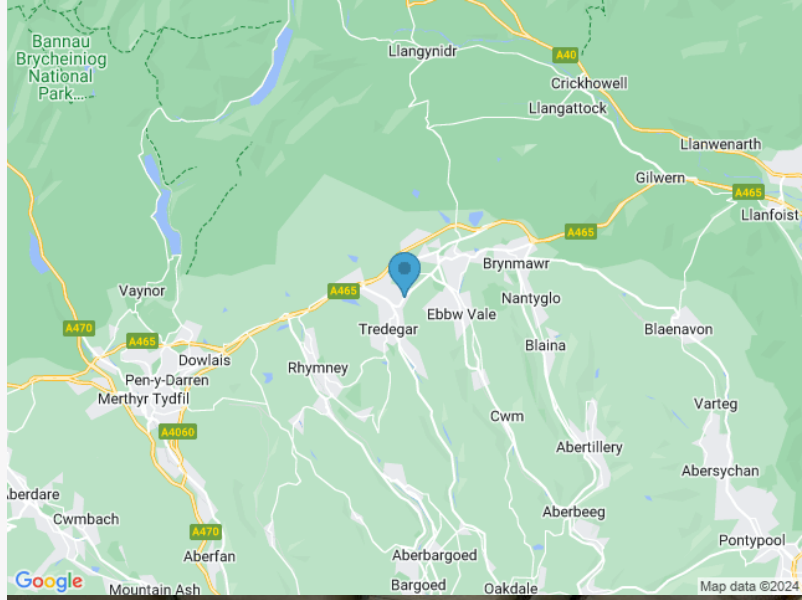 Bannau
Brycheiniog
National
Park...
Llangynidr
A40
Crickhowell
Llangattock
Llanwenarth
Gilwern
A465
Llanfoist
A465
Brynmawr
Vaynor
A465
Nantyglo
Ebbw Vale
A470
Tredegar
Blaenavon
A465
Blaina
Dowlais
Rhymney
Pen-y-Darren
Merthyr Tydfil
Varteg
Cwm
A4060
Abertillery
Abersychan
Aberdare
Cwmbach
Aberbeeg
A470
Pontypool
Aberfan
Aberbargoed
Google
Mountain Ash
Bargoed
Oakdale
Map data ©2024